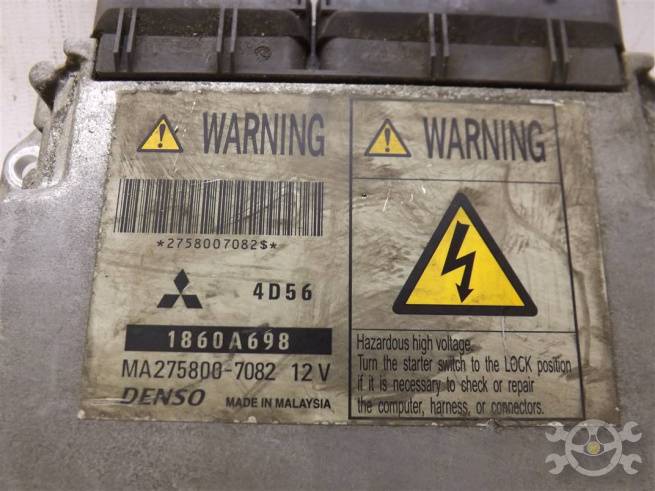 WARNING
*2758007082$*
4D56
1860A698
MA275800-7082 12V
DENSO MADE IN MALAYSIA
WARNING
Hazardous high voltage.
Turn the starter switch to the LOCK position
if it is necessary to check or repair
the computer, harness, or connectors.